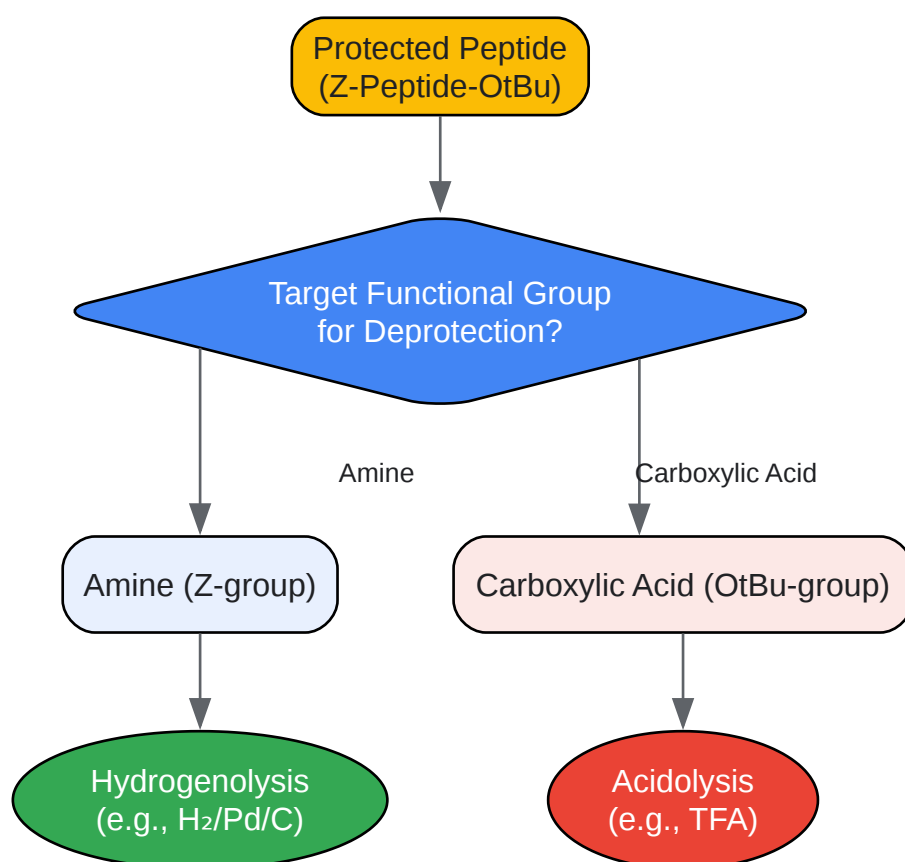 Protected Peptide
(Z-Peptide-OtBu)
Target Functional Group
for Deprotection?
Amine
Carboxylic Acid
Amine (Z-group)
Carboxylic Acid (OtBu-group)
Hydrogenolysis
(e.g., H₂/Pd/C)
Acidolysis
(e.g., TFA)